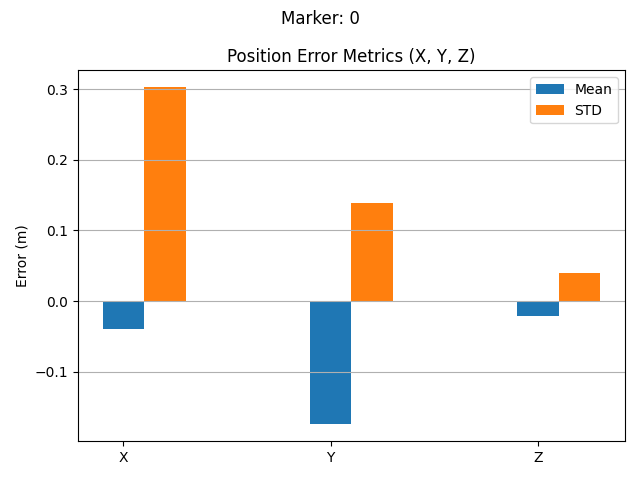 Marker: 0
Position Error Metrics (X, Y, Z)
Mean
STD
Error (m)
0.3
0.2
0.1
0.0
−0.1
X
Y
Z